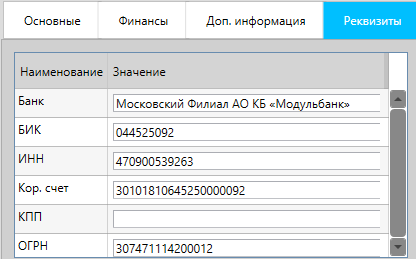 Основные Финансы Доп. информация Реквизиты
Наименование Значение
Банк Московский Филиал АО КБ «Модульбанк»
БИК 044525092
ИНН 470900539263
Кор. счет 30101810645250000092
КПП
ОГРН 307471114200012